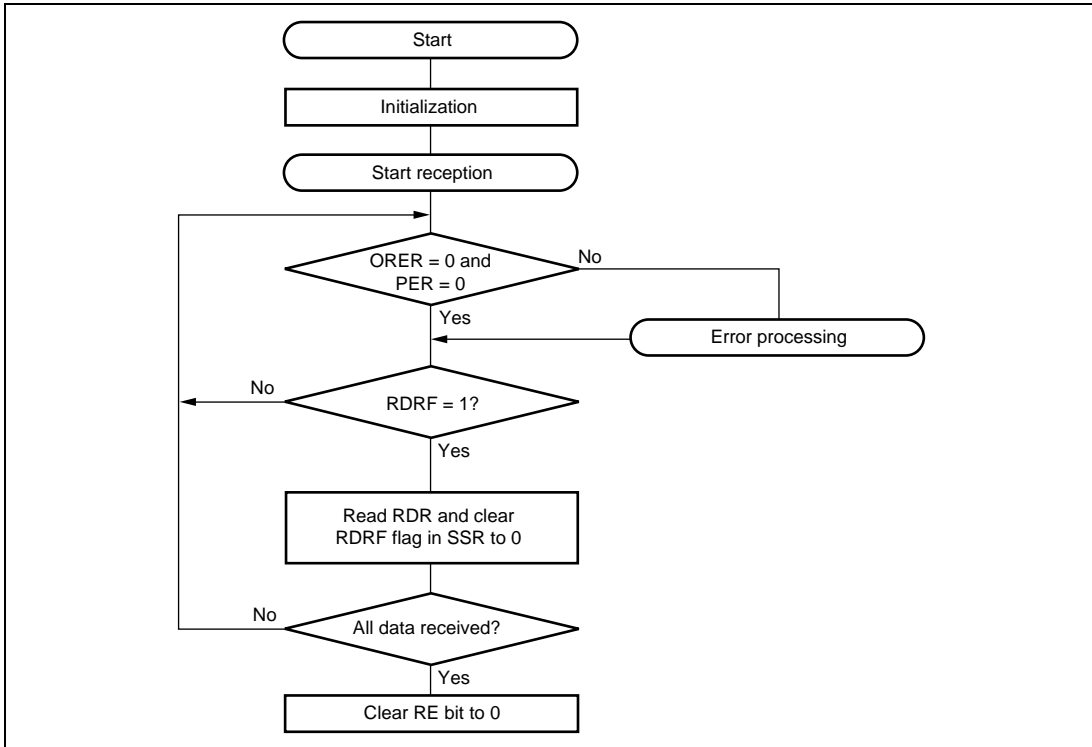 Start
Initialization
Start reception
ORER = 0 and
PER = 0
No
Yes
Error processing
No
RDRF = 1?
Yes
Read RDR and clear
RDRF flag in SSR to 0
No
All data received?
Yes
Clear RE bit to 0